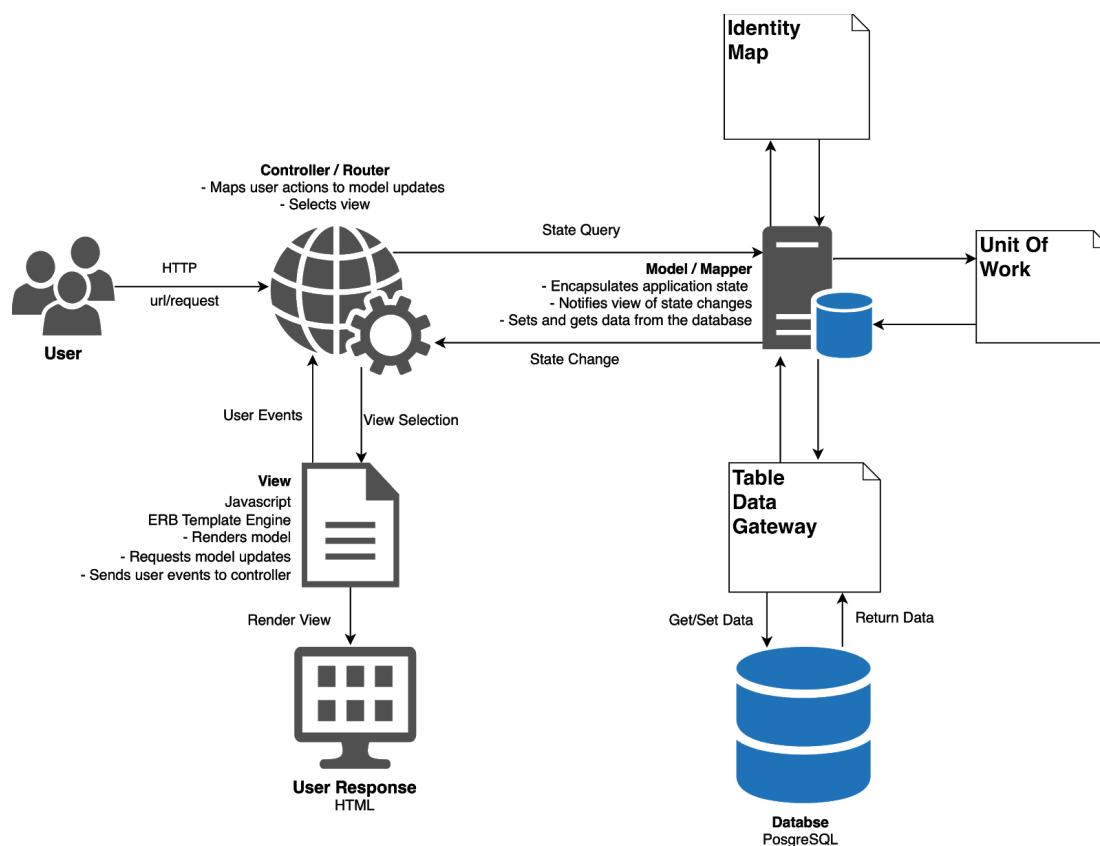 Identity
Map
Controller / Router
- Maps user actions to model updates
- Selects view
State Query
Unit Of
Work
HTTP
url/request
Model / Mapper
- Encapsulates application state
- Notifies view of state changes
- Sets and gets data from the database
User
State Change
User Events
View Selection
View
Javascript
ERB Template Engine
- Renders model
- Requests model updates
- Sends user events to controller
Table
Data
Gateway
Render View
Get/Set Data
Return Data
User Response
HTML
Databse
PosgreSQL